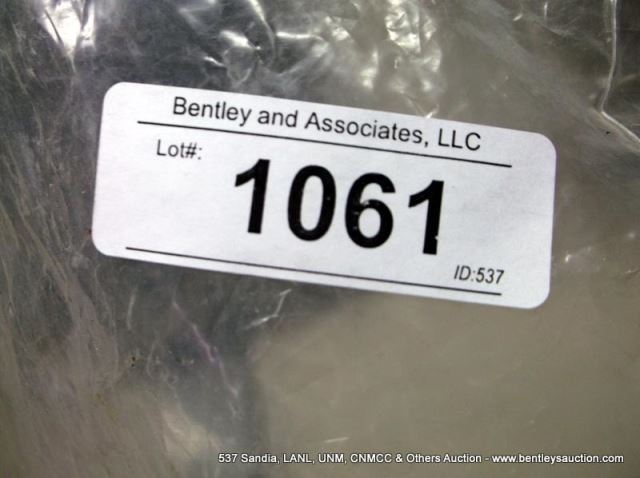 Bentley and Associates, LLC
Lot#:
1061
ID:537
537 Sandia, LANL, UNM, CNMCC & Others Auction - www.bentleysauction.com